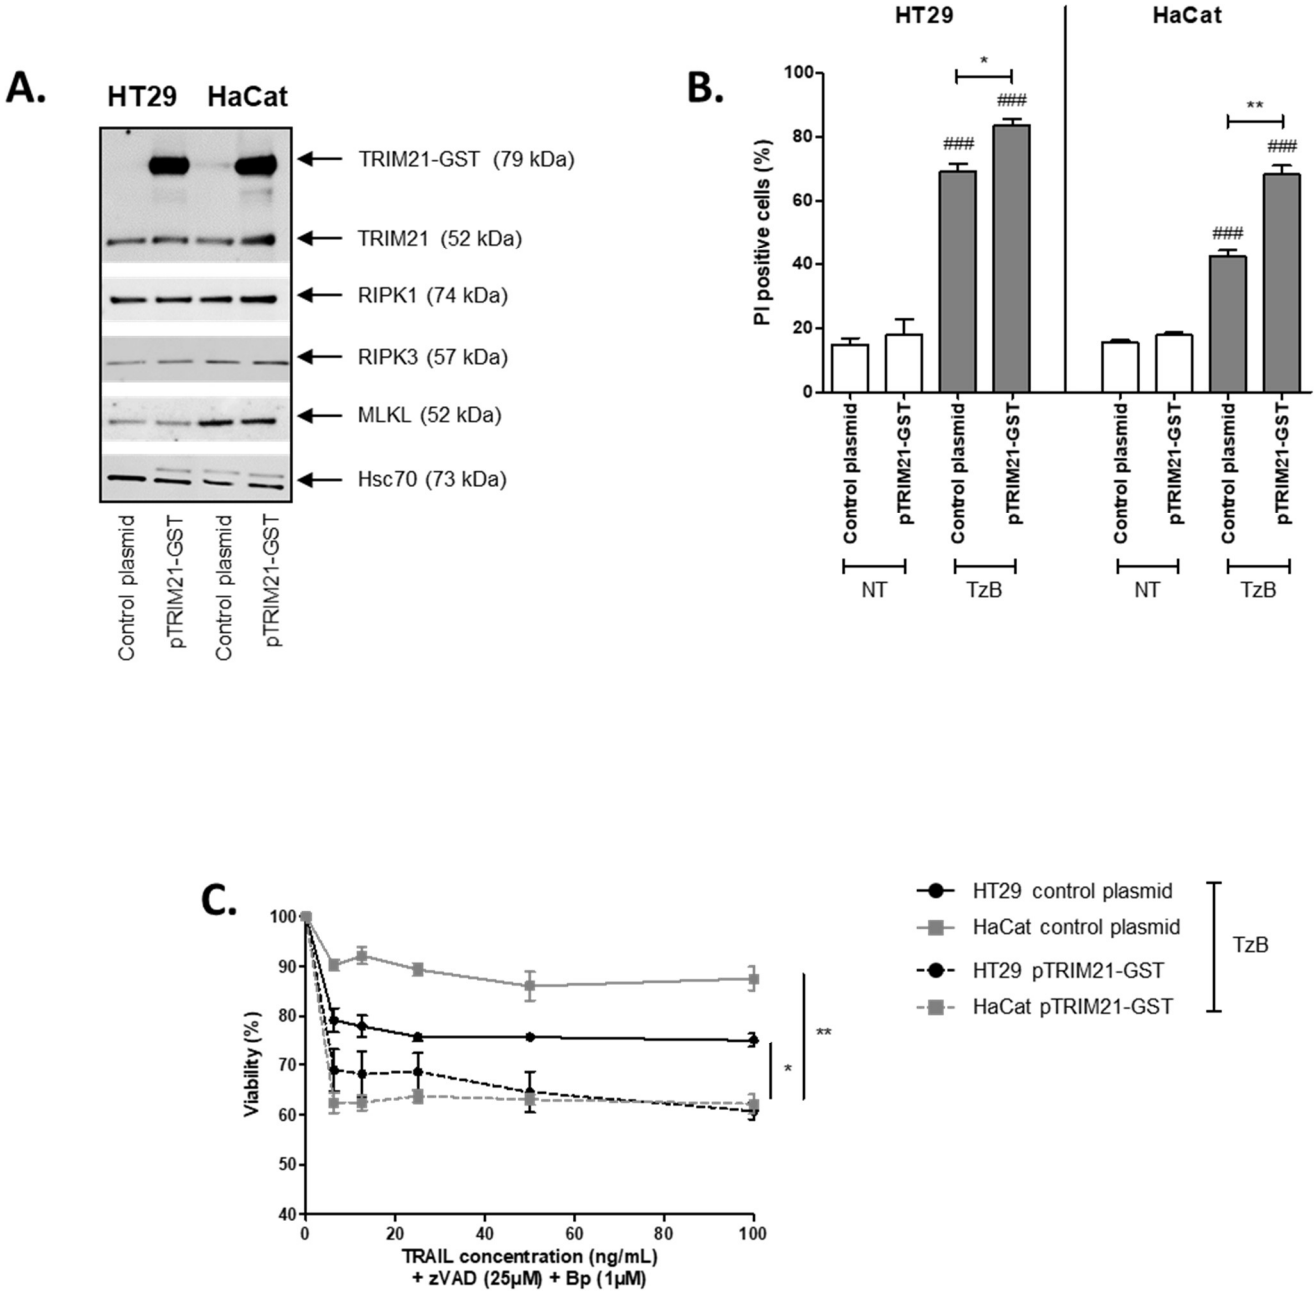 A.
HT29 HaCat
TRIM21-GST (79 kDa)
TRIM21 (52 kDa)
RIPK1 (74 kDa)
RIPK3 (57 kDa)
MLKL (52 kDa)
Hsc70 (73 kDa)
Control plasmid
pTRIM21-GST
Control plasmid
pTRIM21-GST
B.
HT29
HaCat
PI positive cells (%)
100
80
60
40
20
0
*
###
###
**
###
###
Control plasmid
pTRIM21-GST
Control plasmid
pTRIM21-GST
Control plasmid
pTRIM21-GST
Control plasmid
pTRIM21-GST
NT
TzB
NT
TzB
C.
Viability (%)
100
90
80
70
60
50
40
0 20 40 60 80 100
TRAIL concentration (ng/mL)
+ zVAD (25µM) + Bp (1µM)
*
**
HT29 control plasmid
HaCat control plasmid
HT29 pTRIM21-GST
HaCat pTRIM21-GST
TzB